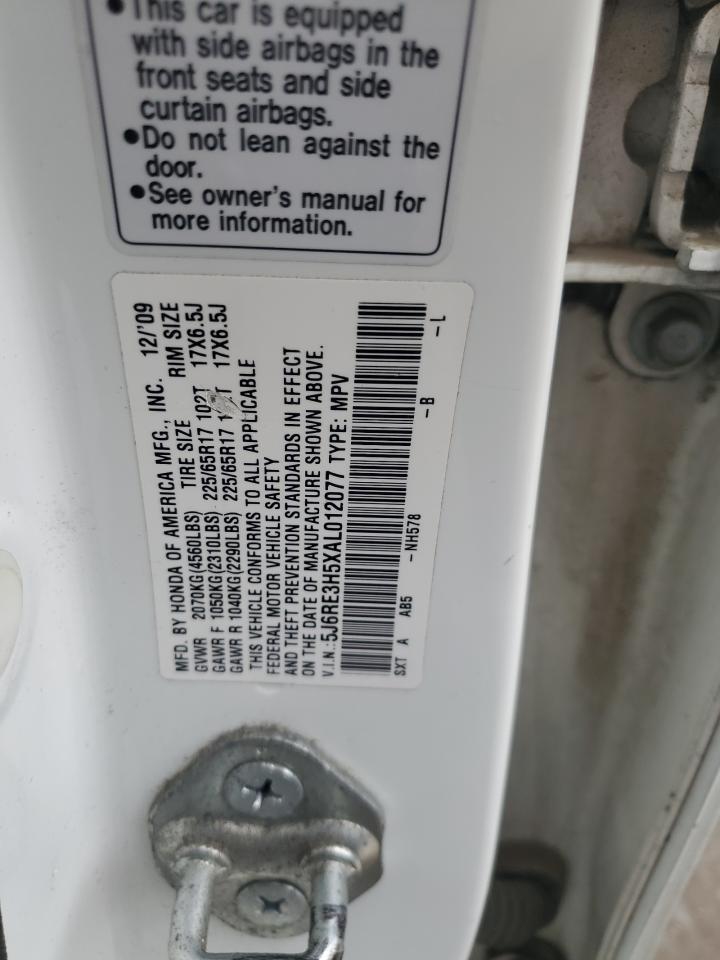 This car is equipped
with side airbags in the
front seats and side
curtain airbags.
Do not lean against the
door.
See owner's manual for
more information.
MFD. BY HONDA OF AMERICA MFG., INC. 12/'09
GVWR 2070KG(4560LBS) TIRE SIZE RIM SIZE
GAWR F 1050KG(2310LBS) 225/65R17 102T 17X6.5J
GAWR R 1040KG(2290LBS) 225/65R17 17X6.5J
THIS VEHICLE CONFORMS TO ALL APPLICABLE
FEDERAL MOTOR VEHICLE SAFETY
AND THEFT PREVENTION STANDARDS IN EFFECT
ON THE DATE OF MANUFACTURE SHOWN ABOVE.
V.I.N.: 5J6RE3H5XAL012077 TYPE: MPV
SXT A AB5 -NH578 -B -L